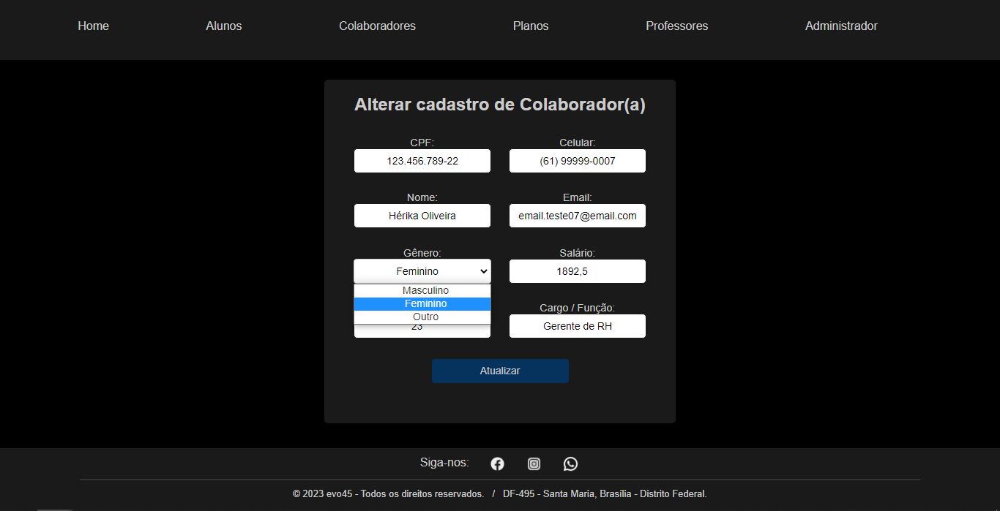 Home Alunos Colaboradores Planos Professores Administrador
Alterar cadastro de Colaborador(a)
CPF: Celular:
123.456.789-22 (61) 99999-0007
Nome: Email:
Hérika Oliveira email.teste07@email.com
Gênero: Salário:
Feminino 1892,5
Masculino
Feminino Cargo / Função:
Outro
23 Gerente de RH
Atualizar
Siga-nos:
© 2023 evo45 - Todos os direitos reservados. / DF-495 - Santa Maria, Brasília - Distrito Federal.